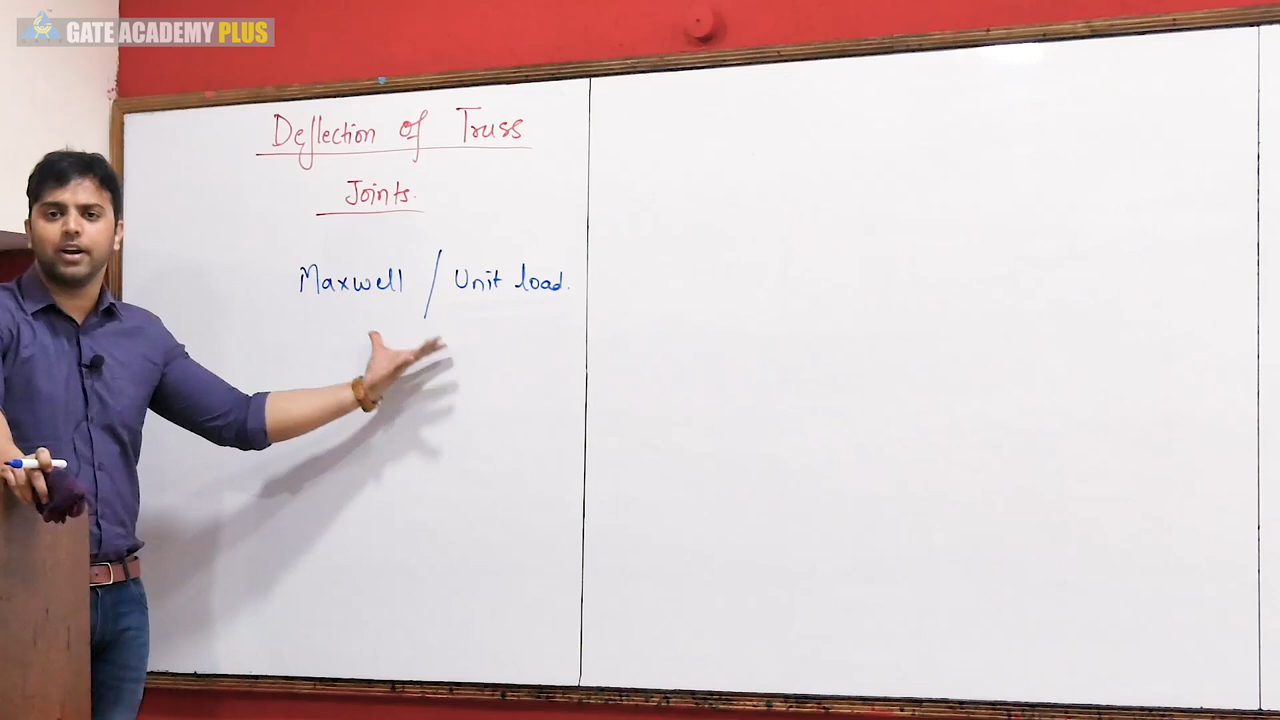 GATE ACADEMY PLUS
Deflection of Truss
Joints.
Maxwell / Unit load.